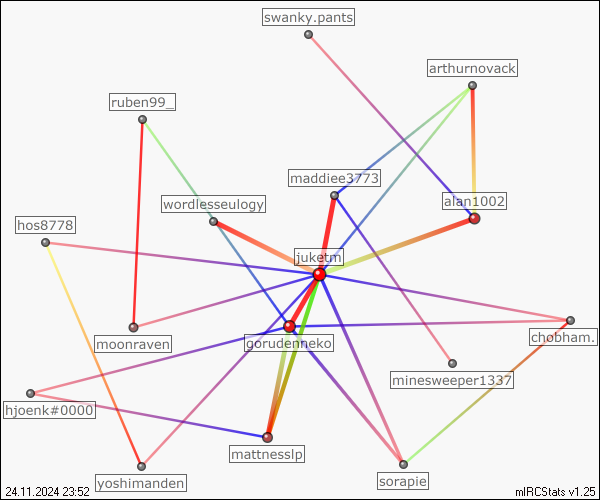 swanky.pants
arthurnovack
ruben99_
maddiee3773
wordlesseulogy
alan1002
hos8778
juketm
moonraven
gorudenneko
chobham.
minesweeper1337
hjoenk#0000
mattnesslp
yoshimanden
sorapie
24.11.2024 23:52
mIRCStats v1.25